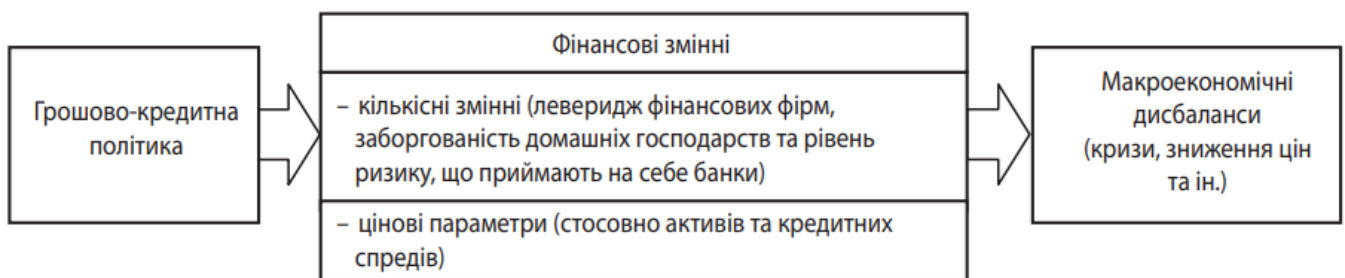 Грошово-кредитна
політика
Фінансові змінні
– кількісні змінні (леверидж фінансових фірм,
заборгованість домашніх господарств та рівень
ризику, що приймають на себе банки)
– цінові параметри (стосовно активів та кредитних
спредів)
Макроекономічні
дисбаланси
(кризи, зниження цін
та ін.)